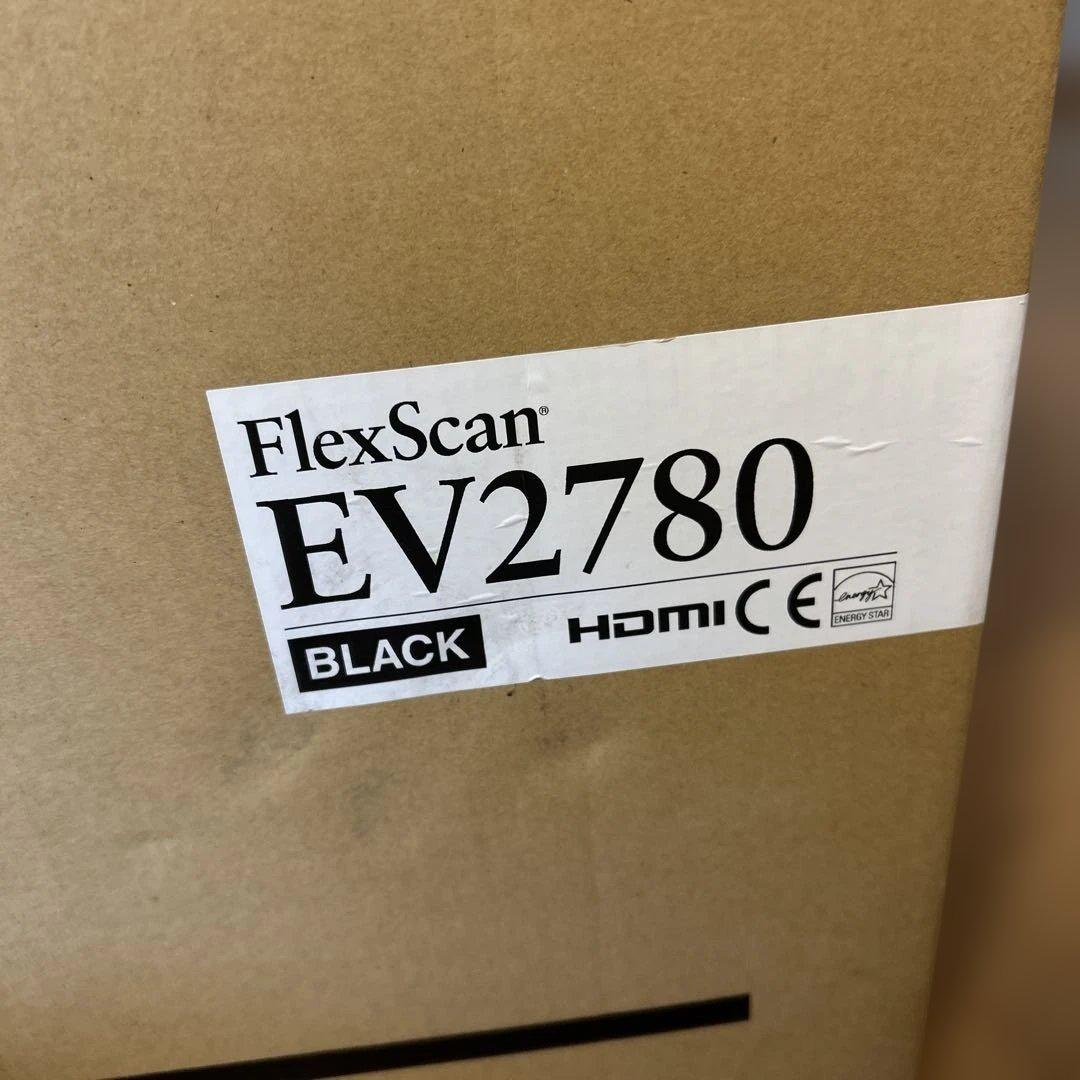 FlexScan®
EV2780
BLACK
HDMI CE
energy
ENERGY STAR